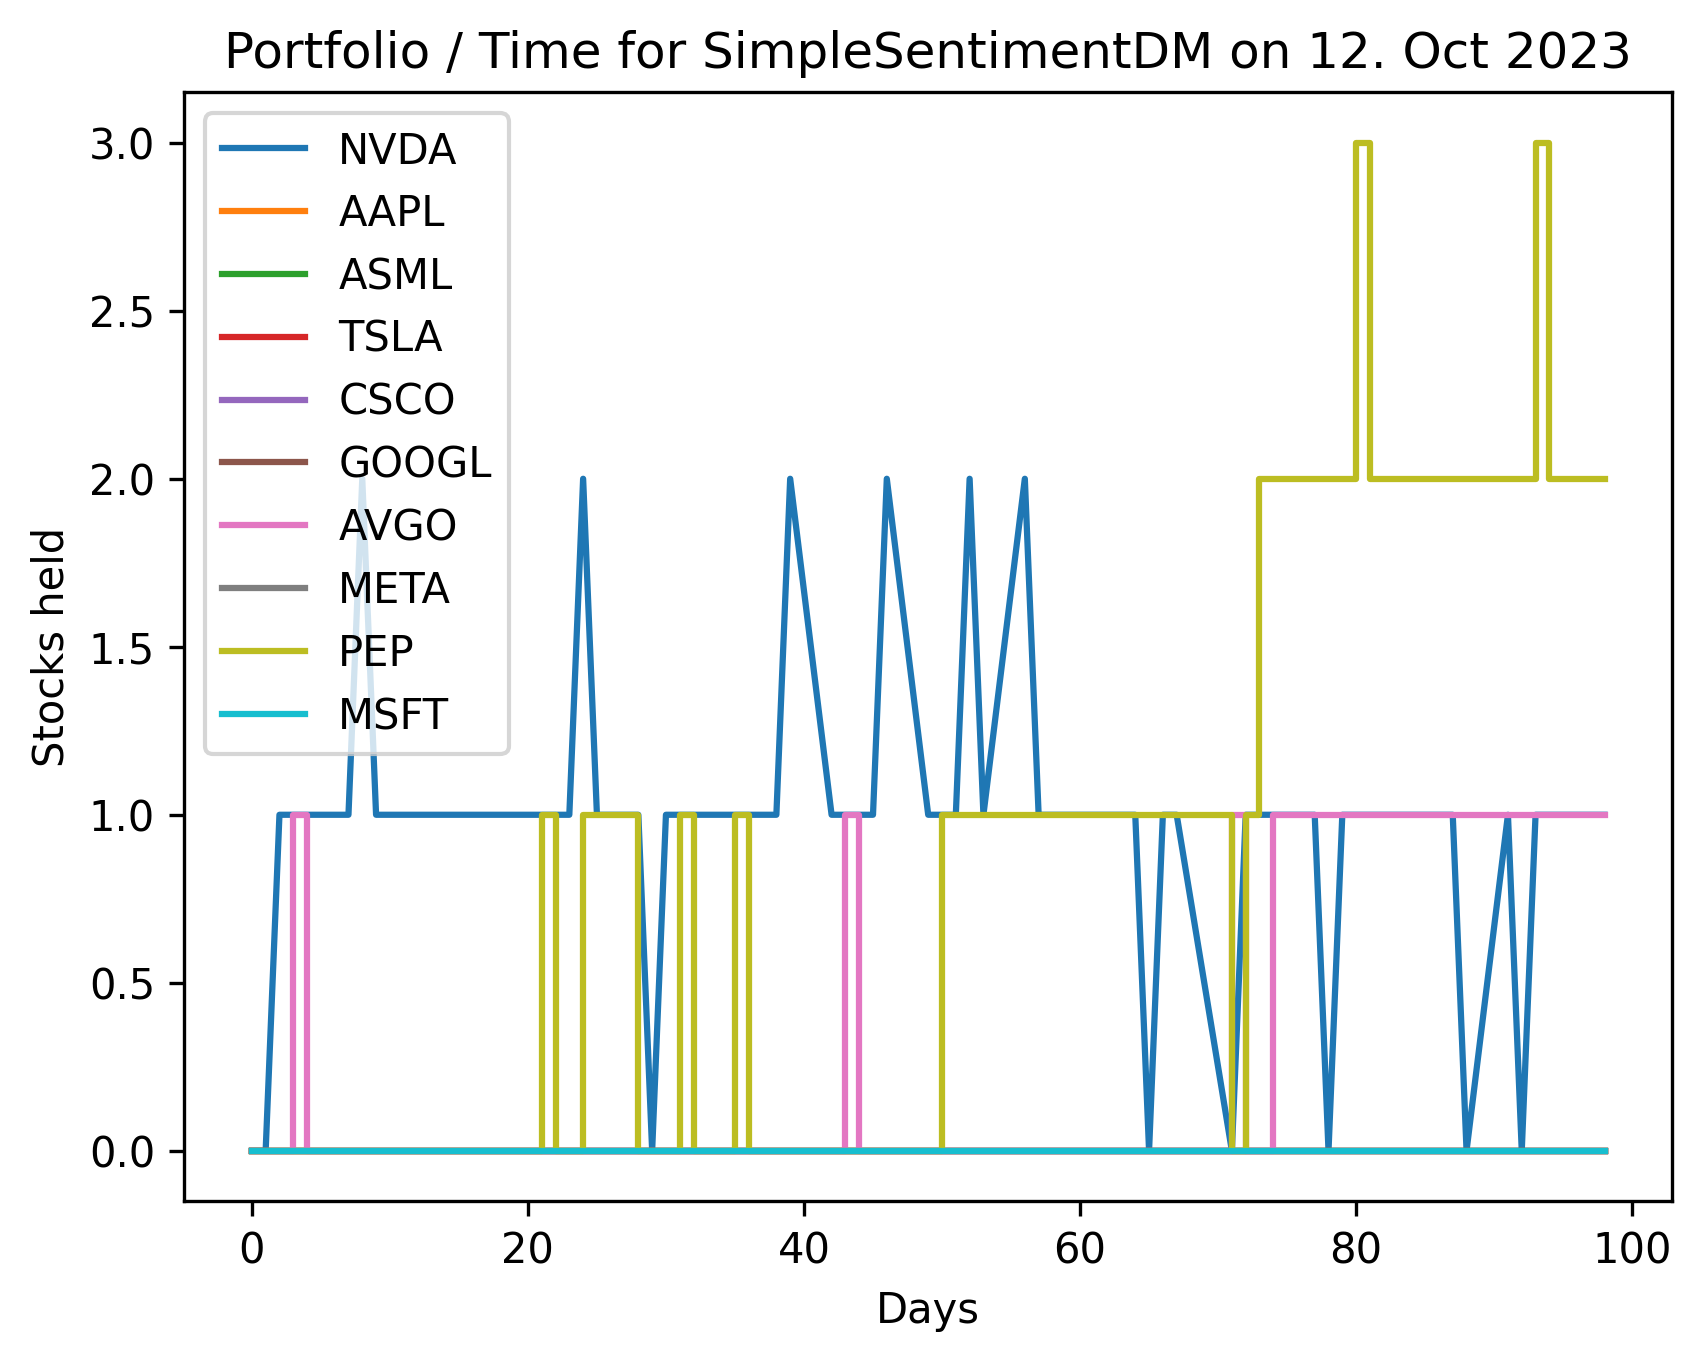 Portfolio / Time for SimpleSentimentDM on 12. Oct 2023
NVDA
AAPL
ASML
TSLA
CSCO
GOOGL
AVGO
META
PEP
MSFT
Stocks held
3.0
2.5
2.0
1.5
1.0
0.5
0.0
0 20 40 60 80 100
Days